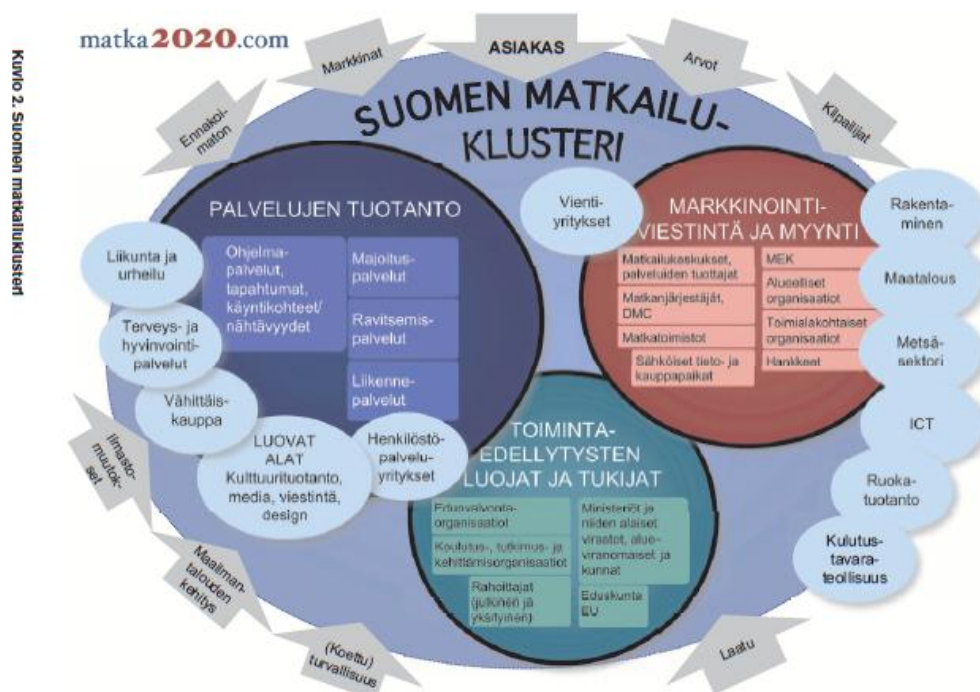 matka2020.com
Kuvio 2. Suomen matkailuklusteri
Ennakoi-
maton
Markkinat
ASIAKAS
Arvot
Kilpailijat
SUOMEN MATKAILU-
KLUSTERI
PALVELUJEN TUOTANTO
Ohjelma-
palvelut,
tapahtumat,
käyntikohteet/
nähtävyydet
Majoitus-
palvelut
Ravitsemis-
palvelut
Liikenne-
palvelut
Liikunta ja
urheilu
Terveys- ja
hyvinvointi-
palvelut
Vähittäis-
kauppa
LUOVAT
ALAT
Kulttuurituotanto,
media, viestintä,
design
Henkilöstö-
palvelu-
yritykset
Vienti-
yritykset
MARKKINOINTI-
VIESTINTÄ JA MYYNTI
Matkailukeskukset,
palveluiden tuottajat
Matkanjärjestäjät,
DMC
Matkatoimistot
Sähköiset tieto- ja
kauppapaikat
MEK
Alueelliset
organisaatiot
Toimialakohtaiset
organisaatiot
Hankkeet
Rakenta-
minen
Maatalous
Metsä-
sektori
ICT
Ruoka-
tuotanto
Kulutus-
tavara-
teollisuus
TOIMINTA-
EDELLYTYSTEN
LUOJAT JA TUKIJAT
Edunvalvonta-
organisaatiot
Koulutus-, tutkimus- ja
kehittämisorganisaatiot
Rahoittajat
(julkinen ja
yksityinen)
Ministeriöt ja
niiden alaiset
virastot, alue-
viranomaiset ja
kunnat
Eduskunta
EU
Ilmasto-
muutok-
set
Maailman-
talouden
kehitys
(Koettu)
turvallisuus
Laatu